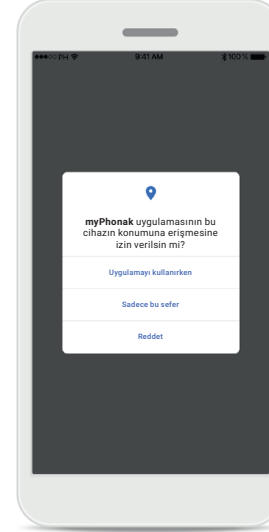 PH 9:41 AM 100 %
myPhonak uygulamasının bu
cihazın konumuna erişmesine
izin verilsin mi?
Uygulamayı kullanırken
Sadece bu sefer
Reddet